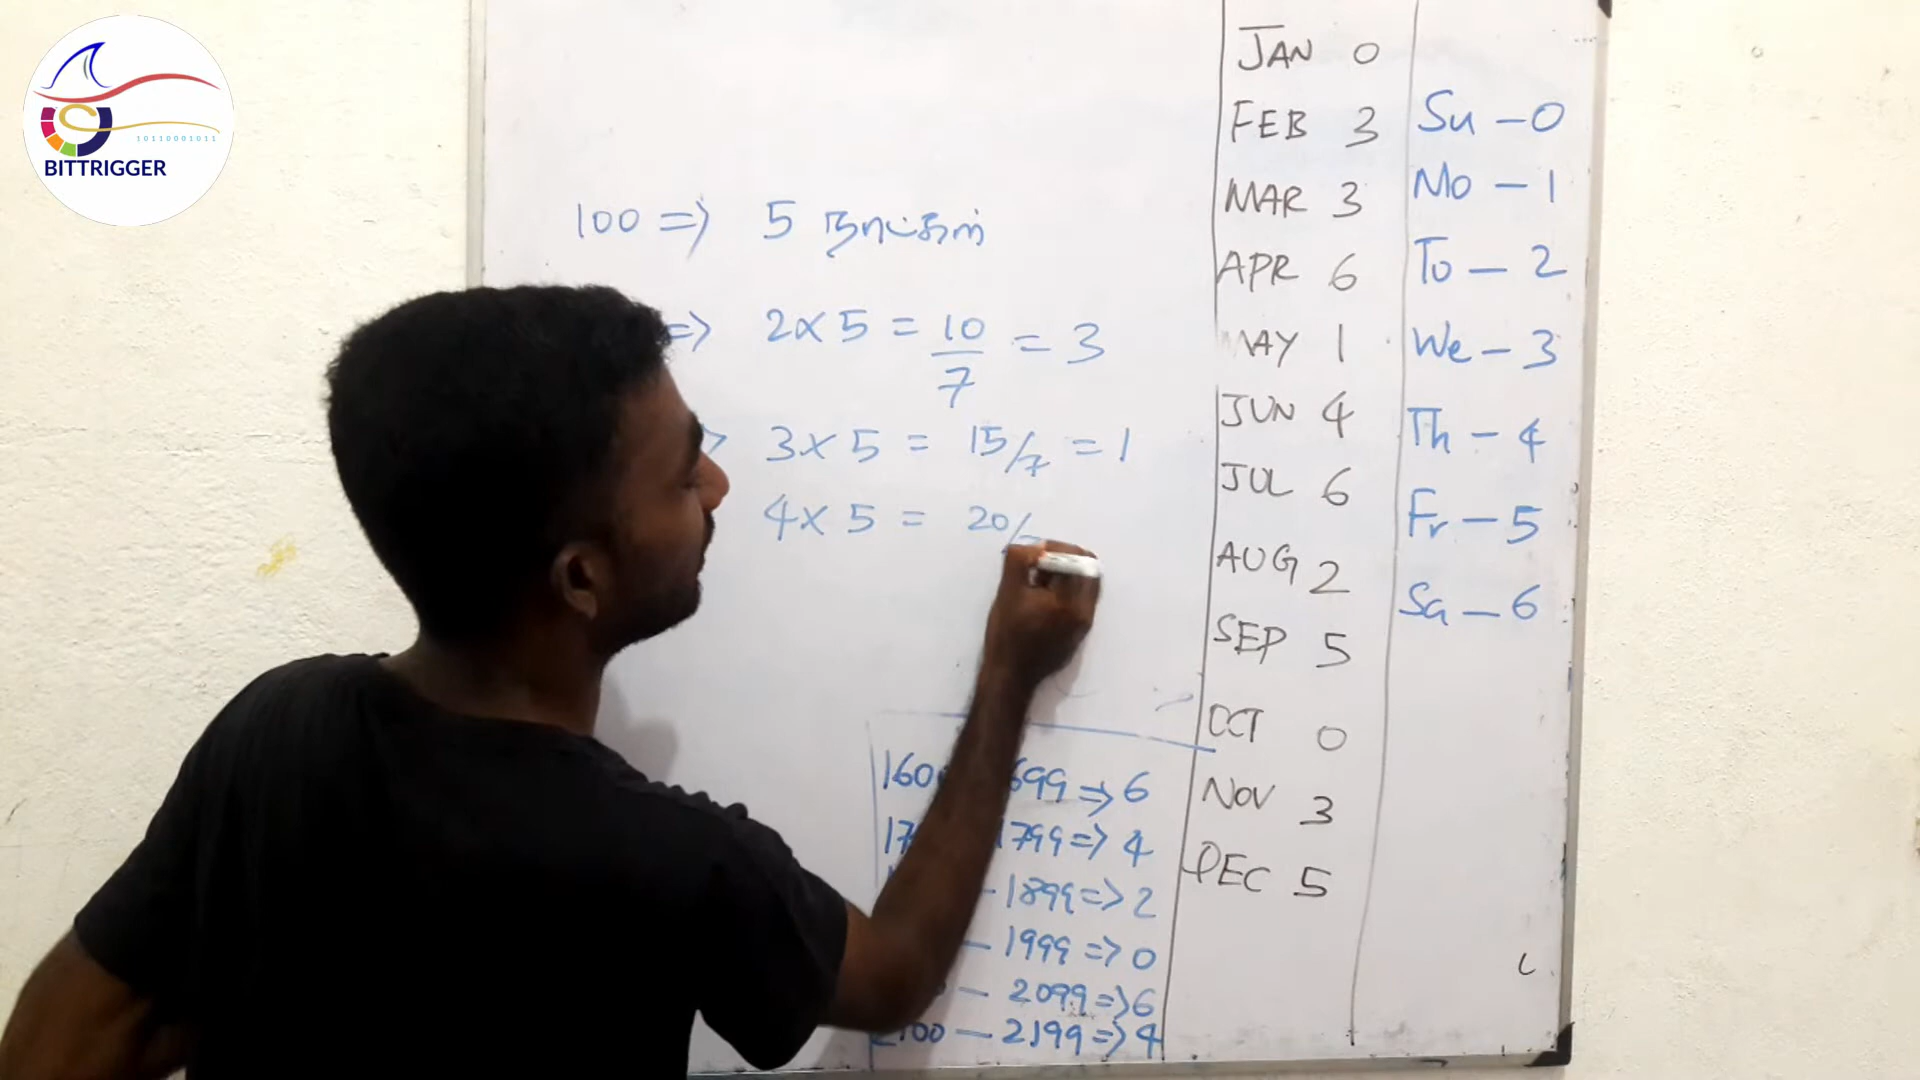 10110001011
BITTRIGGER
100 => 5 நாட்கள்
=> 2x5 = 10/7 = 3
3x5 = 15/7 = 1
4x5 = 20/
699 => 6
1799 => 4
- 1899 => 2
- 1999 => 0
- 2099 => 6
2100 - 2199 => 4
JAN 0
FEB 3
MAR 3
APR 6
MAY 1
JUN 4
JUL 6
AUG 2
SEP 5
OCT 0
NOV 3
DEC 5
Su - 0
Mo - 1
Tu - 2
We - 3
Th - 4
Fr - 5
Sa - 6